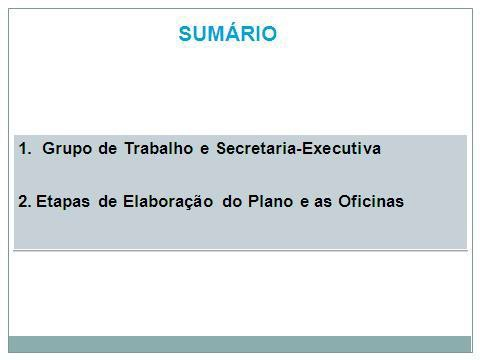 SUMÁRIO
1. Grupo de Trabalho e Secretaria-Executiva
2. Etapas de Elaboração do Plano e as Oficinas